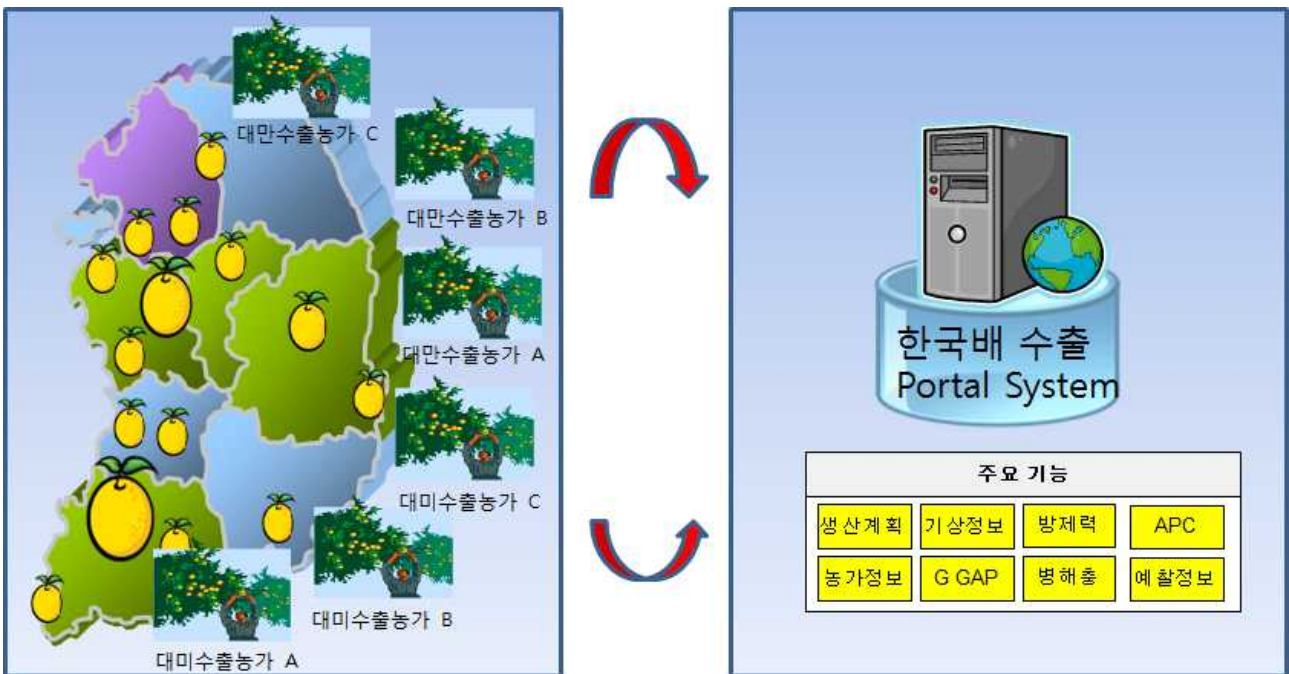 대만수출농가 C
대만수출농가 B
대만수출농가 A
대미수출농가 C
대미수출농가 B
대미수출농가 A
한국배 수출
Portal System
주요 기능
생산계획 기상정보 방제력 APC
농가정보 G GAP 병해충 예찰정보